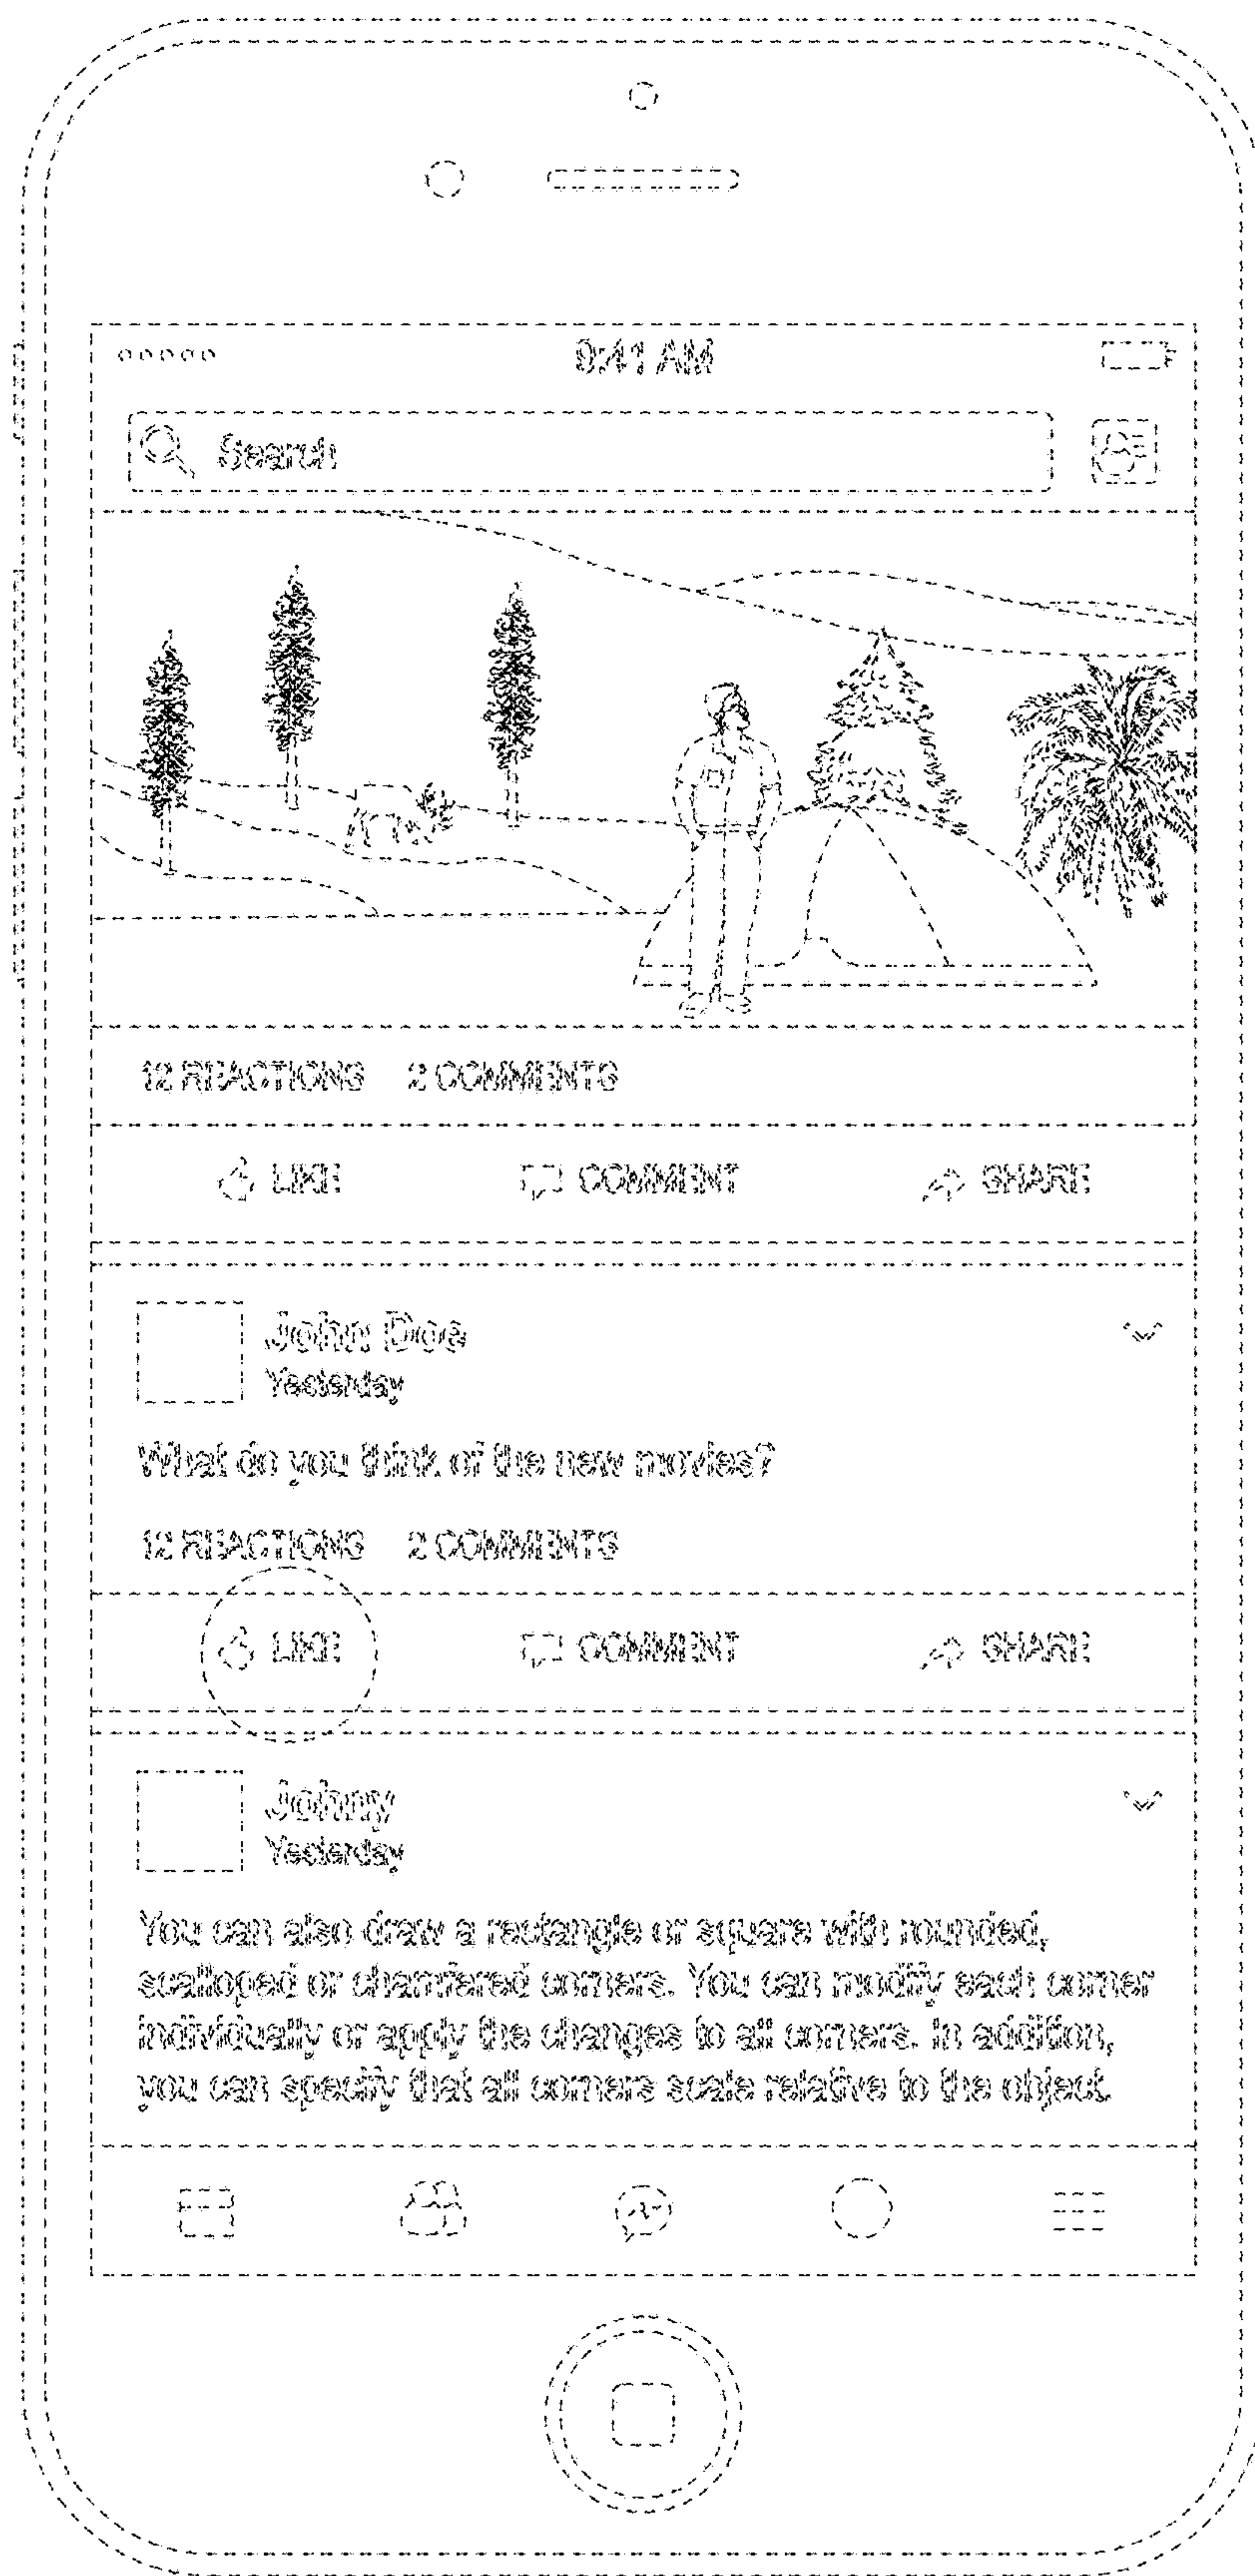 9:41 AM
Search
12 REACTIONS 2 COMMENTS
LIKE COMMENT SHARE
John Doe
Yesterday
What do you think of the new movies?
12 REACTIONS 2 COMMENTS
LIKE COMMENT SHARE
Johny
Yesterday
You can also draw a rectangle or square with rounded,
scalloped or chamfered corners. You can modify each corner
individually or apply the changes to all corners. In addition,
you can specify that all corners scale relative to the object.